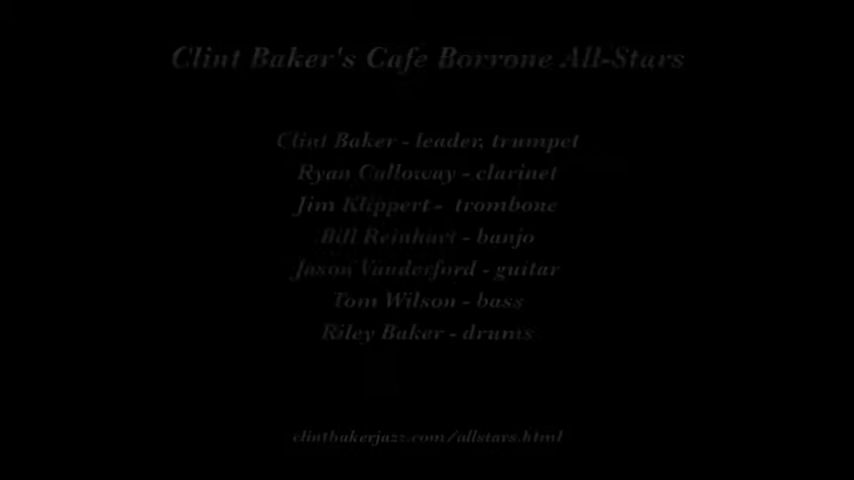 Clint Baker's Cafe Borrone All-Stars
Clint Baker - leader, trumpet
Ryan Calloway - clarinet
Jim Klippert - trombone
Bill Reinhart - banjo
Jason Vanderford - guitar
Tom Wilson - bass
Riley Baker - drums
clintbakerjazz.com/allstars.html